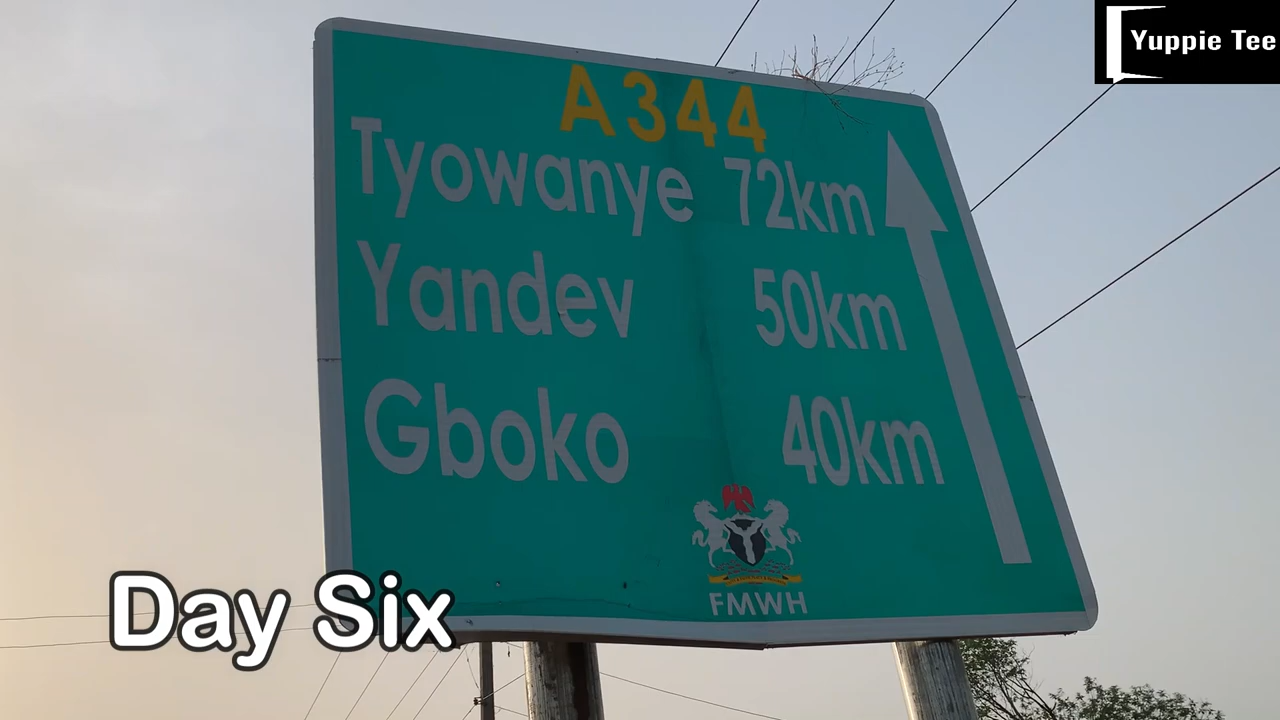 Yuppie Tee
A344
Tyowanye 72km
Yandev 50km
Gboko 40km
FMWH
Day Six